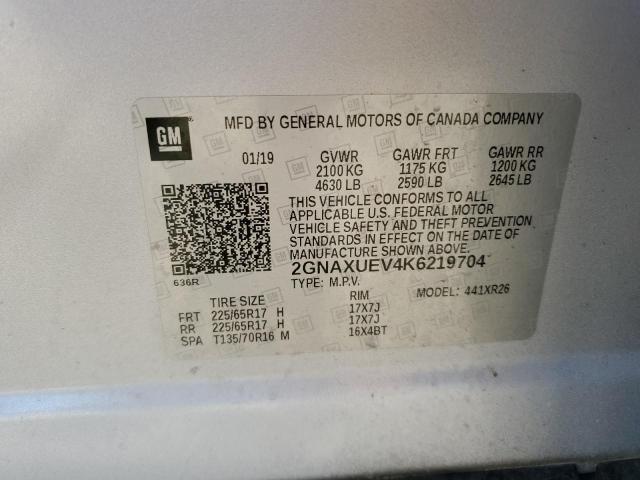 GM
MFD BY GENERAL MOTORS OF CANADA COMPANY
01/19 GVWR GAWR FRT GAWR RR
2100 KG 1175 KG 1200 KG
4630 LB 2590 LB 2645 LB
THIS VEHICLE CONFORMS TO ALL
APPLICABLE U.S. FEDERAL MOTOR
VEHICLE SAFETY AND THEFT PREVENTION
STANDARDS IN EFFECT ON THE DATE OF
MANUFACTURE SHOWN ABOVE.
636R
2GNAXUEV4K6219704
TYPE: M.P.V. MODEL: 441XR26
TIRE SIZE RIM
FRT 225/65R17 H 17X7J
RR 225/65R17 H 17X7J
SPA T135/70R16 M 16X4BT